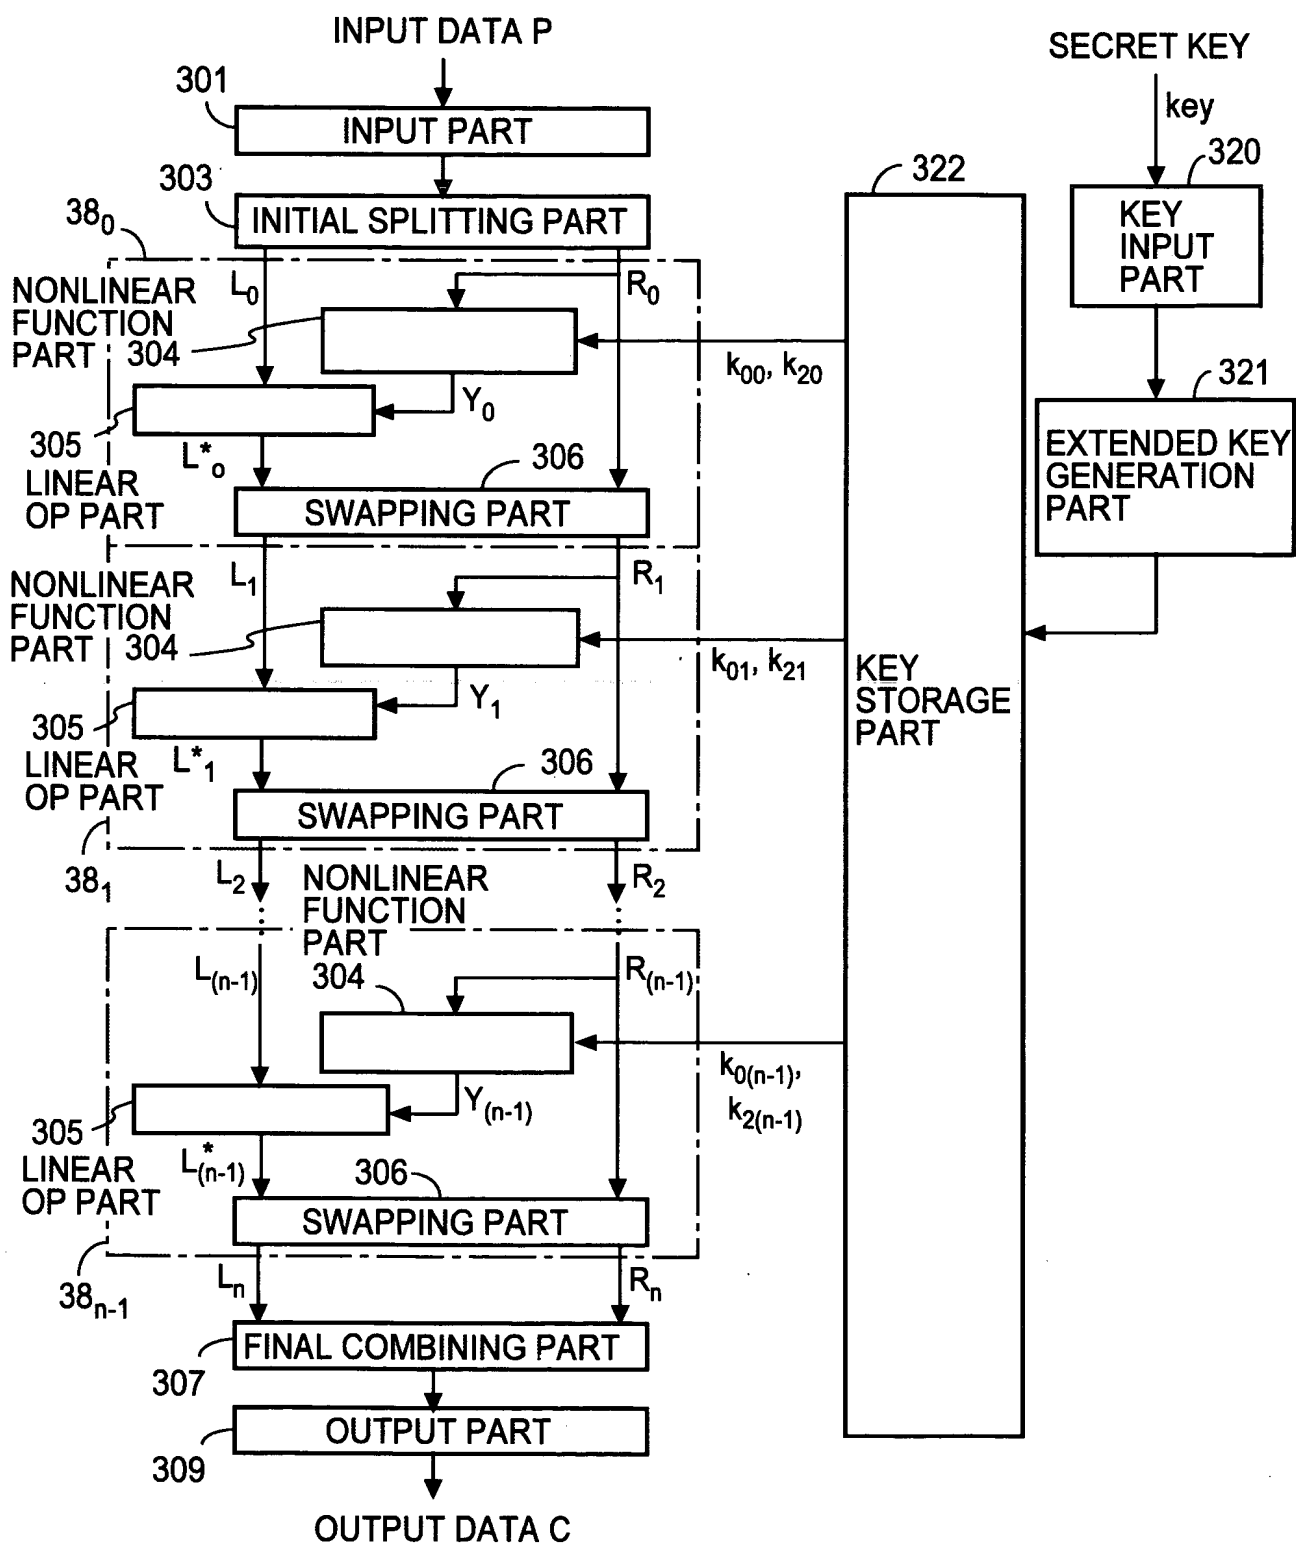 INPUT DATA P
301
INPUT PART
303
INITIAL SPLITTING PART
38₀
NONLINEAR
FUNCTION
PART 304
L₀
R₀
k₀₀, k₂₀
Y₀
305
LINEAR
OP PART
L*₀
306
SWAPPING PART
NONLINEAR
FUNCTION
PART 304
L₁
R₁
k₀₁, k₂₁
Y₁
305
LINEAR
OP PART
L*₁
306
SWAPPING PART
38₁
L₂
R₂
NONLINEAR
FUNCTION
PART
304
L₍ₙ₋₁₎
R₍ₙ₋₁₎
k₀₍ₙ₋₁₎,
k₂₍ₙ₋₁₎
Y₍ₙ₋₁₎
305
LINEAR
OP PART
L*₍ₙ₋₁₎
306
SWAPPING PART
38ₙ₋₁
Lₙ
Rₙ
FINAL COMBINING PART
307
OUTPUT PART
309
OUTPUT DATA C
SECRET KEY
key
320
KEY
INPUT
PART
321
EXTENDED KEY
GENERATION
PART
322
KEY
STORAGE
PART